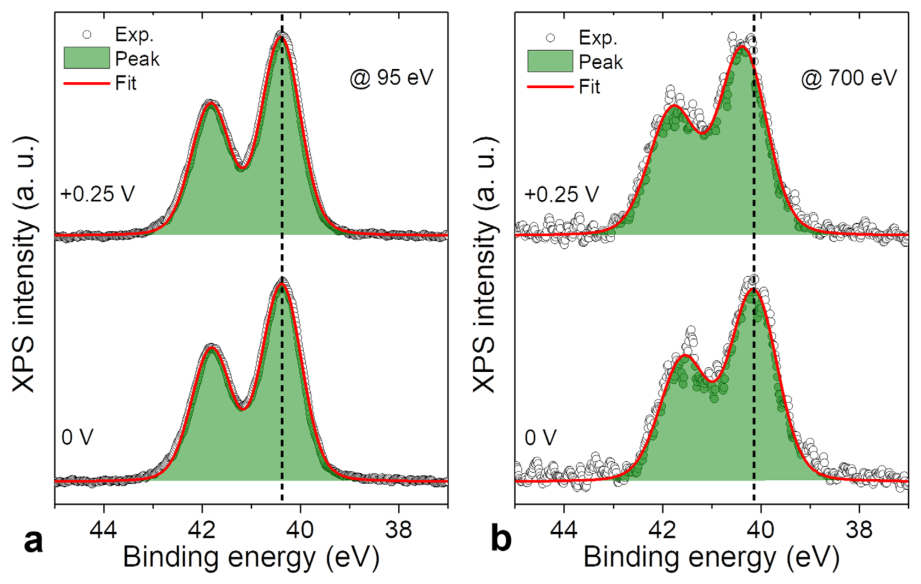 Exp.
Peak
Fit
@ 95 eV
+0.25 V
0 V
XPS intensity (a. u.)
44
42
40
38
Binding energy (eV)
a
Exp.
Peak
Fit
@ 700 eV
+0.25 V
0 V
XPS intensity (a. u.)
44
42
40
38
Binding energy (eV)
b